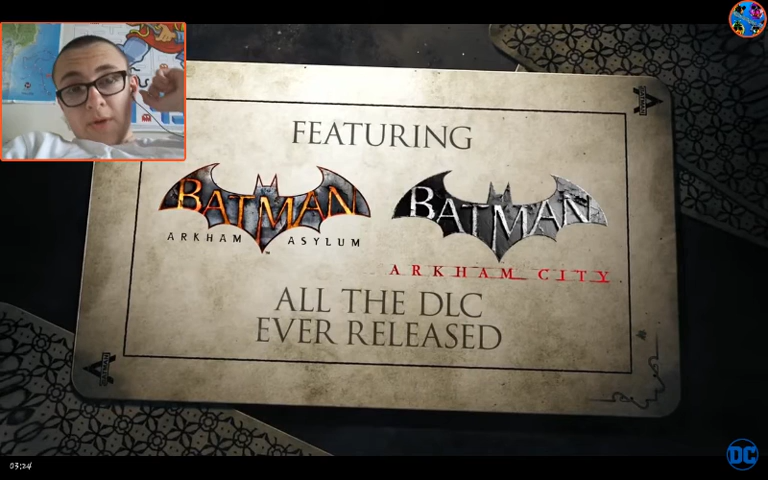 FEATURING
BATMAN
ARKHAM ASYLUM
BATMAN
ARKHAM CITY
ALL THE DLC
EVER RELEASED
DC
03:24